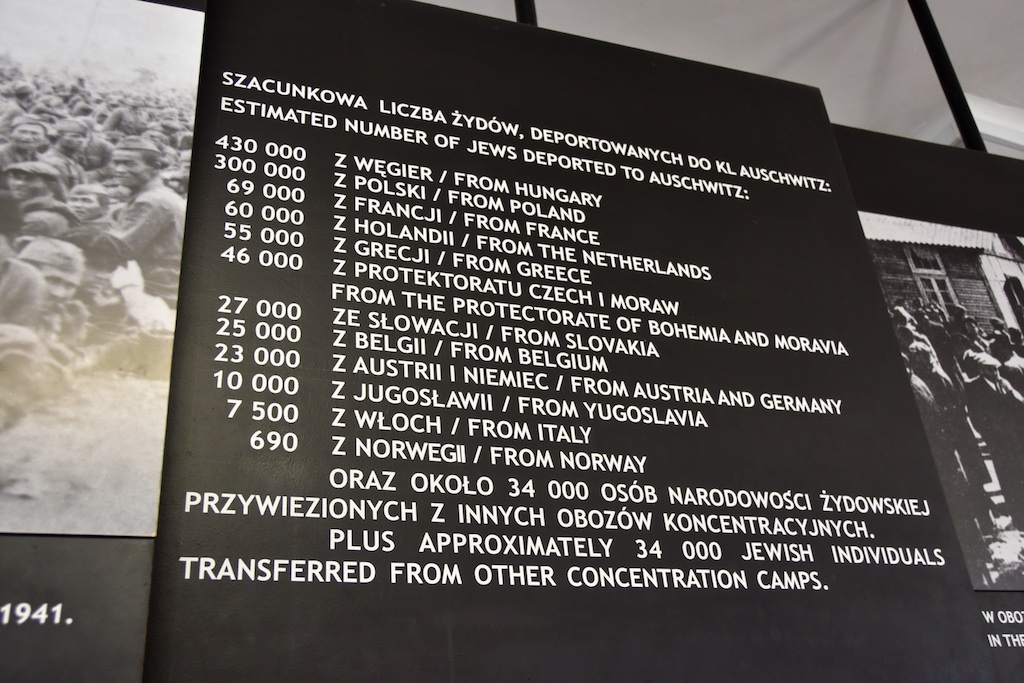 SZACUNKOWA LICZBA ŻYDÓW, DEPORTOWANYCH DO KL AUSCHWITZ:
ESTIMATED NUMBER OF JEWS DEPORTED TO AUSCHWITZ:
430 000 Z WĘGIER / FROM HUNGARY
300 000 Z POLSKI / FROM POLAND
69 000 Z FRANCJI / FROM FRANCE
60 000 Z HOLANDII / FROM THE NETHERLANDS
55 000 Z GRECJI / FROM GREECE
46 000 Z PROTEKTORATU CZECH I MORAW
FROM THE PROTECTORATE OF BOHEMIA AND MORAVIA
27 000 ZE SŁOWACJI / FROM SLOVAKIA
25 000 Z BELGII / FROM BELGIUM
23 000 Z AUSTRII I NIEMIEC / FROM AUSTRIA AND GERMANY
10 000 Z JUGOSŁAWII / FROM YUGOSLAVIA
7 500 Z WŁOCH / FROM ITALY
690 Z NORWEGII / FROM NORWAY
ORAZ OKOŁO 34 000 OSÓB NARODOWOŚCI ŻYDOWSKIEJ
PRZYWIEZIONYCH Z INNYCH OBOZÓW KONCENTRACYJNYCH.
PLUS APPROXIMATELY 34 000 JEWISH INDIVIDUALS
TRANSFERRED FROM OTHER CONCENTRATION CAMPS.
1941.
W
IN THE